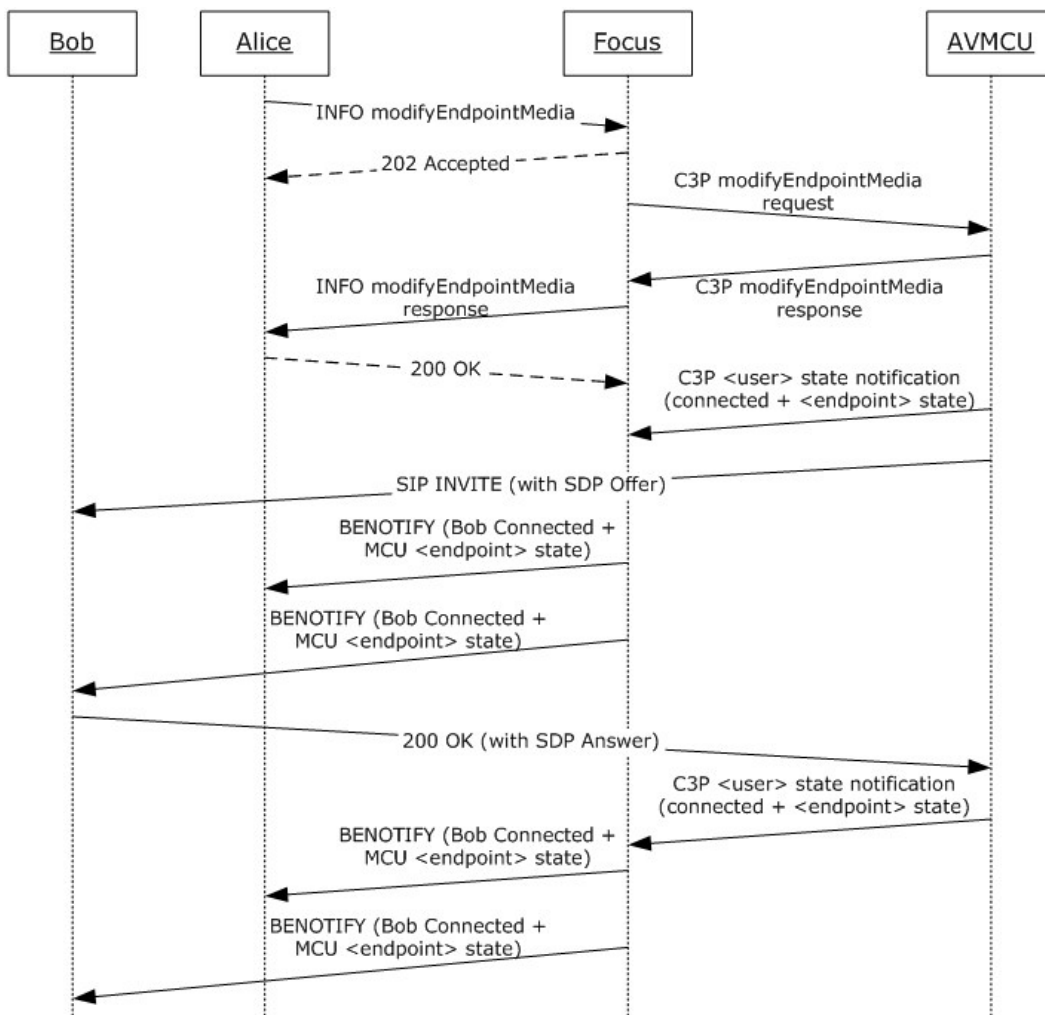 Bob
Alice
Focus
AVMCU
INFO modifyEndpointMedia
202 Accepted
C3P modifyEndpointMedia
request
INFO modifyEndpointMedia
response
C3P modifyEndpointMedia
response
200 OK
C3P <user> state notification
(connected + <endpoint> state)
SIP INVITE (with SDP Offer)
BENOTIFY (Bob Connected +
MCU <endpoint> state)
BENOTIFY (Bob Connected +
MCU <endpoint> state)
200 OK (with SDP Answer)
C3P <user> state notification
(connected + <endpoint> state)
BENOTIFY (Bob Connected +
MCU <endpoint> state)
BENOTIFY (Bob Connected +
MCU <endpoint> state)